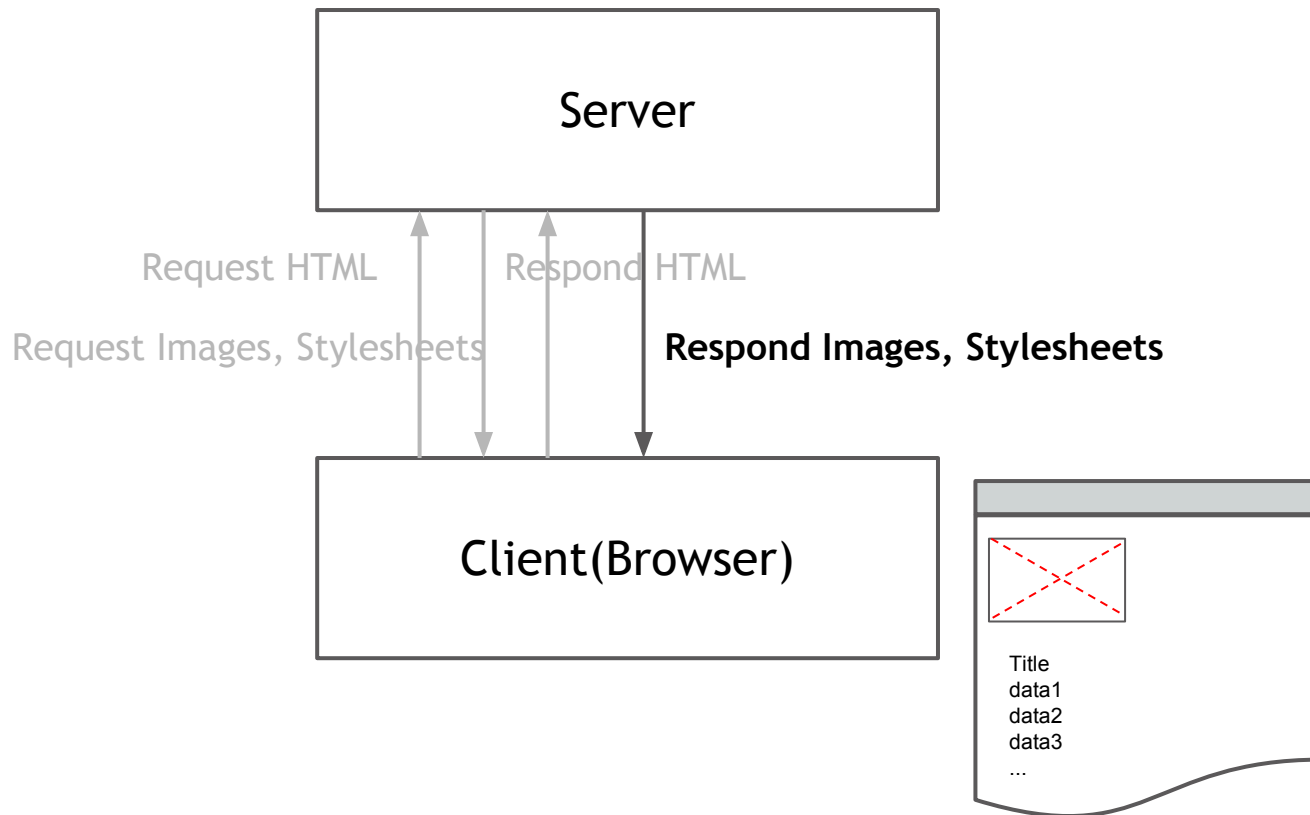 Server
Request HTML
Respond HTML
Request Images, Stylesheets
Respond Images, Stylesheets
Client(Browser)
Title
data1
data2
data3
...